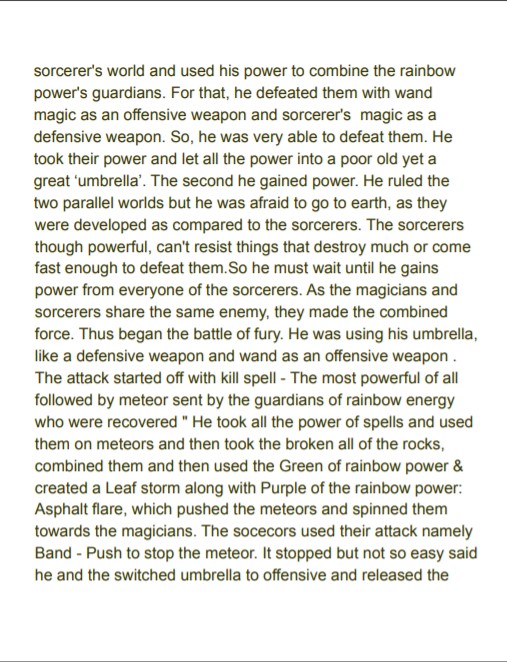 sorcerer's world and used his power to combine the rainbow
power's guardians. For that, he defeated them with wand
magic as an offensive weapon and sorcerer's  magic as a
defensive weapon. So, he was very able to defeat them. He
took their power and let all the power into a poor old yet a
great ‘umbrella’. The second he gained power. He ruled the
two parallel worlds but he was afraid to go to earth, as they
were developed as compared to the sorcerers. The sorcerers
though powerful, can't resist things that destroy much or come
fast enough to defeat them.So he must wait until he gains
power from everyone of the sorcerers. As the magicians and
sorcerers share the same enemy, they made the combined
force. Thus began the battle of fury. He was using his umbrella,
like a defensive weapon and wand as an offensive weapon .
The attack started off with kill spell - The most powerful of all
followed by meteor sent by the guardians of rainbow energy
who were recovered " He took all the power of spells and used
them on meteors and then took the broken all of the rocks,
combined them and then used the Green of rainbow power &
created a Leaf storm along with Purple of the rainbow power:
Asphalt flare, which pushed the meteors and spinned them
towards the magicians. The socecors used their attack namely
Band - Push to stop the meteor. It stopped but not so easy said
he and the switched umbrella to offensive and released the